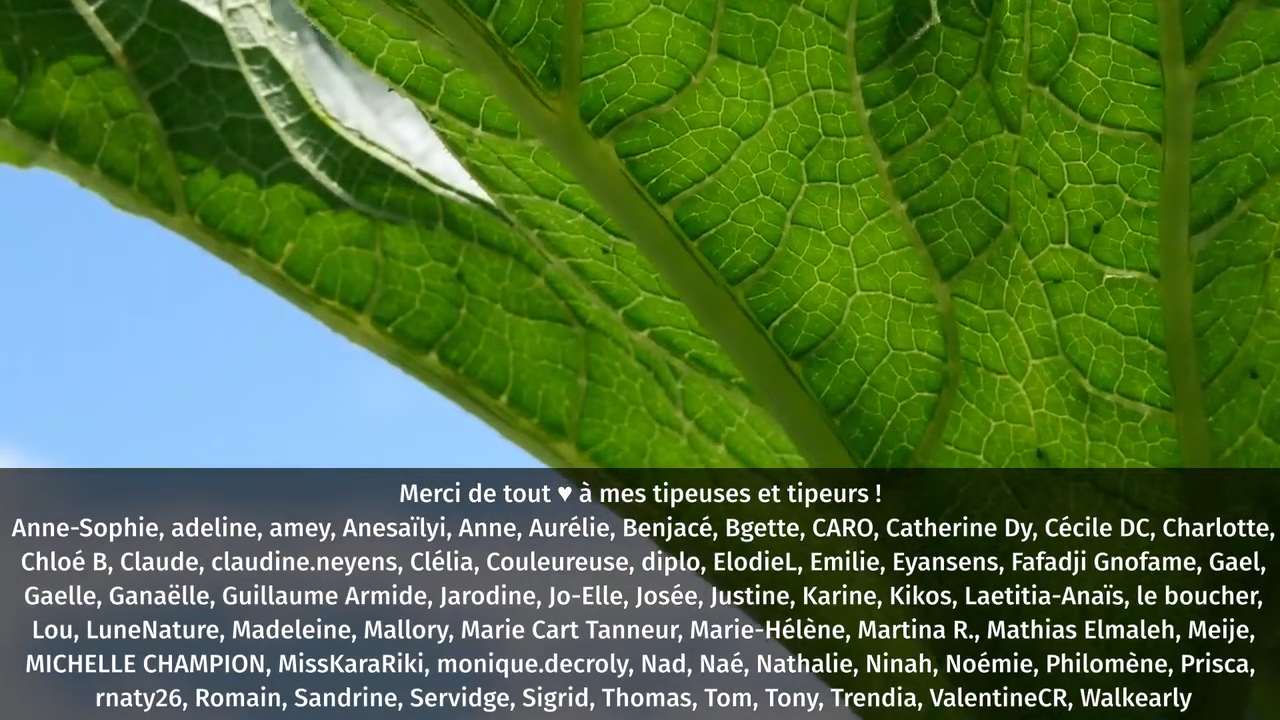 Merci de tout ♥ à mes tipeuses et tipeurs !
Anne-Sophie, adeline, amey, Anesaïlyi, Anne, Aurélie, Benjacé, Bgette, CARO, Catherine Dy, Cécile DC, Charlotte,
Chloé B, Claude, claudine.neyens, Clélia, Couleureuse, diplo, ElodieL, Emilie, Eyansens, Fafadji Gnofame, Gael,
Gaelle, Ganaëlle, Guillaume Armide, Jarodine, Jo-Elle, Josée, Justine, Karine, Kikos, Laetitia-Anaïs, le boucher,
Lou, LuneNature, Madeleine, Mallory, Marie Cart Tanneur, Marie-Hélène, Martina R., Mathias Elmaleh, Meije,
MICHELLE CHAMPION, MissKaraRiki, monique.decroly, Nad, Naé, Nathalie, Ninah, Noémie, Philomène, Prisca,
rnaty26, Romain, Sandrine, Servidge, Sigrid, Thomas, Tom, Tony, Trendia, ValentineCR, Walkearly